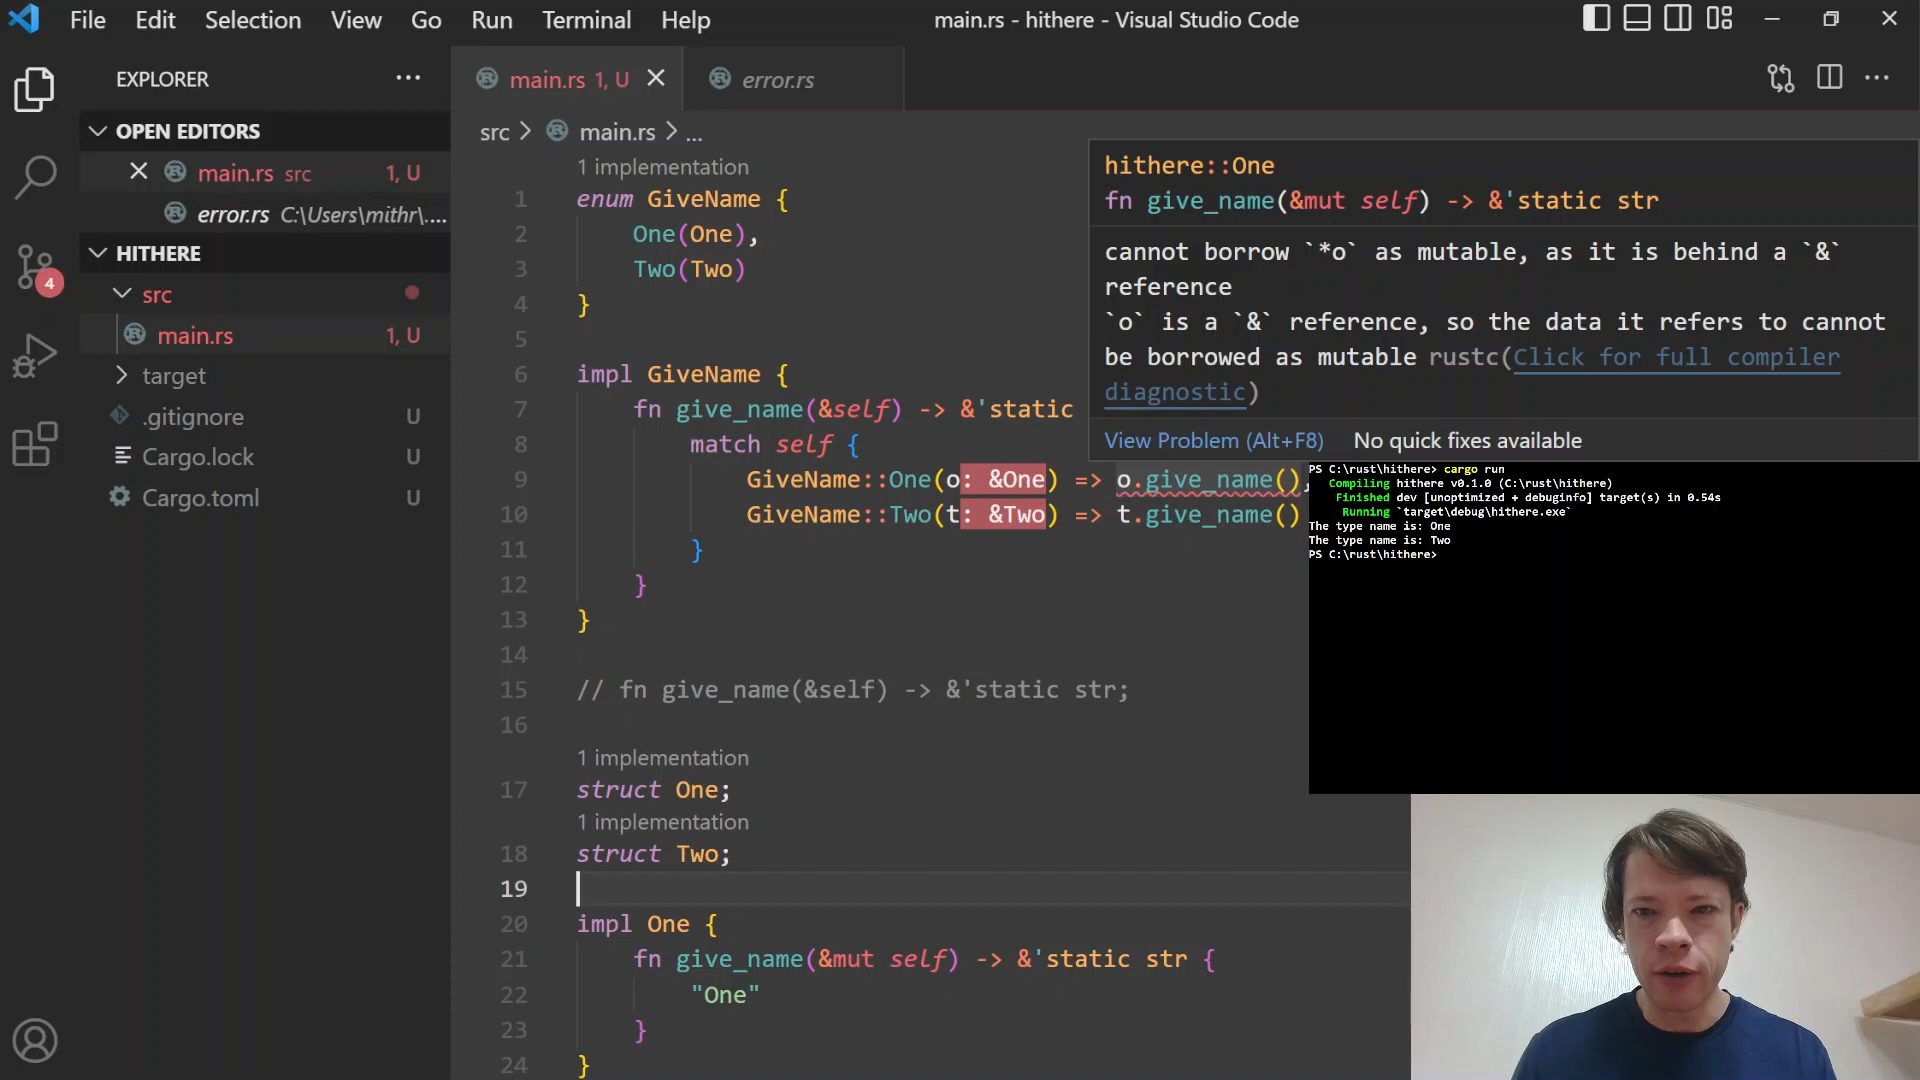 File Edit Selection View Go Run Terminal Help
main.rs - hithere - Visual Studio Code
EXPLORER
OPEN EDITORS
main.rs src 1, U
error.rs C:\Users\mithr\....
HITHERE
src
main.rs 1, U
target
.gitignore U
Cargo.lock U
Cargo.toml U
4
main.rs 1, U
error.rs
src > main.rs > ...
1 implementation
1 enum GiveName {
2 One(One),
3 Two(Two)
4 }
5
6 impl GiveName {
7 fn give_name(&self) -> &'static
8 match self {
9 GiveName::One(o: &One) => o.give_name(),
10 GiveName::Two(t: &Two) => t.give_name()
11 }
12 }
13 }
14
15 // fn give_name(&self) -> &'static str;
16
1 implementation
17 struct One;
1 implementation
18 struct Two;
19
20 impl One {
21 fn give_name(&mut self) -> &'static str {
22 "One"
23 }
24 }
hithere::One
fn give_name(&mut self) -> &'static str
cannot borrow `*o` as mutable, as it is behind a `&`
reference
`o` is a `&` reference, so the data it refers to cannot
be borrowed as mutable rustc(Click for full compiler
diagnostic)
View Problem (Alt+F8) No quick fixes available
PS C:\rust\hithere> cargo run
Compiling hithere v0.1.0 (C:\rust\hithere)
Finished dev [unoptimized + debuginfo] target(s) in 0.54s
Running `target\debug\hithere.exe`
The type name is: One
The type name is: Two
PS C:\rust\hithere>